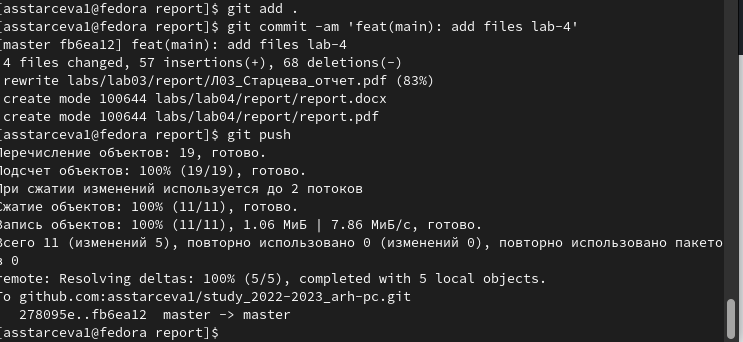 [asstarceva1@fedora report]$ git add .
[asstarceva1@fedora report]$ git commit -am 'feat(main): add files lab-4'
[master fb6ea12] feat(main): add files lab-4
4 files changed, 57 insertions(+), 68 deletions(-)
rewrite labs/lab03/report/Л03_Старцева_отчет.pdf (83%)
create mode 100644 labs/lab04/report/report.docx
create mode 100644 labs/lab04/report/report.pdf
[asstarceva1@fedora report]$ git push
Перечисление объектов: 19, готово.
Подсчет объектов: 100% (19/19), готово.
При сжатии изменений используется до 2 потоков
Сжатие объектов: 100% (11/11), готово.
Запись объектов: 100% (11/11), 1.06 МиБ | 7.86 МиБ/с, готово.
Всего 11 (изменений 5), повторно использовано 0 (изменений 0), повторно использовано пакето
в 0
remote: Resolving deltas: 100% (5/5), completed with 5 local objects.
To github.com:asstarceva1/study_2022-2023_arh-pc.git
278095e..fb6ea12  master -> master
[asstarceva1@fedora report]$